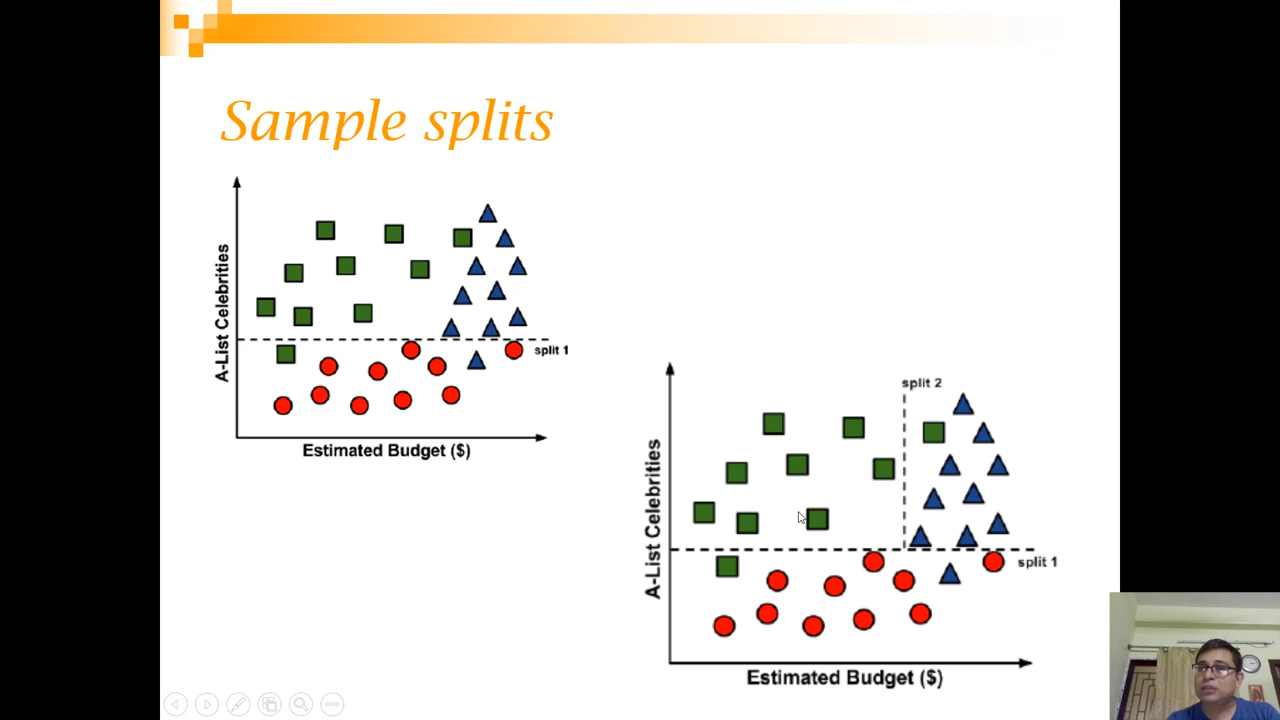 Sample splits
A-List Celebrities
split 1
Estimated Budget ($)
split 2
A-List Celebrities
split 1
Estimated Budget ($)